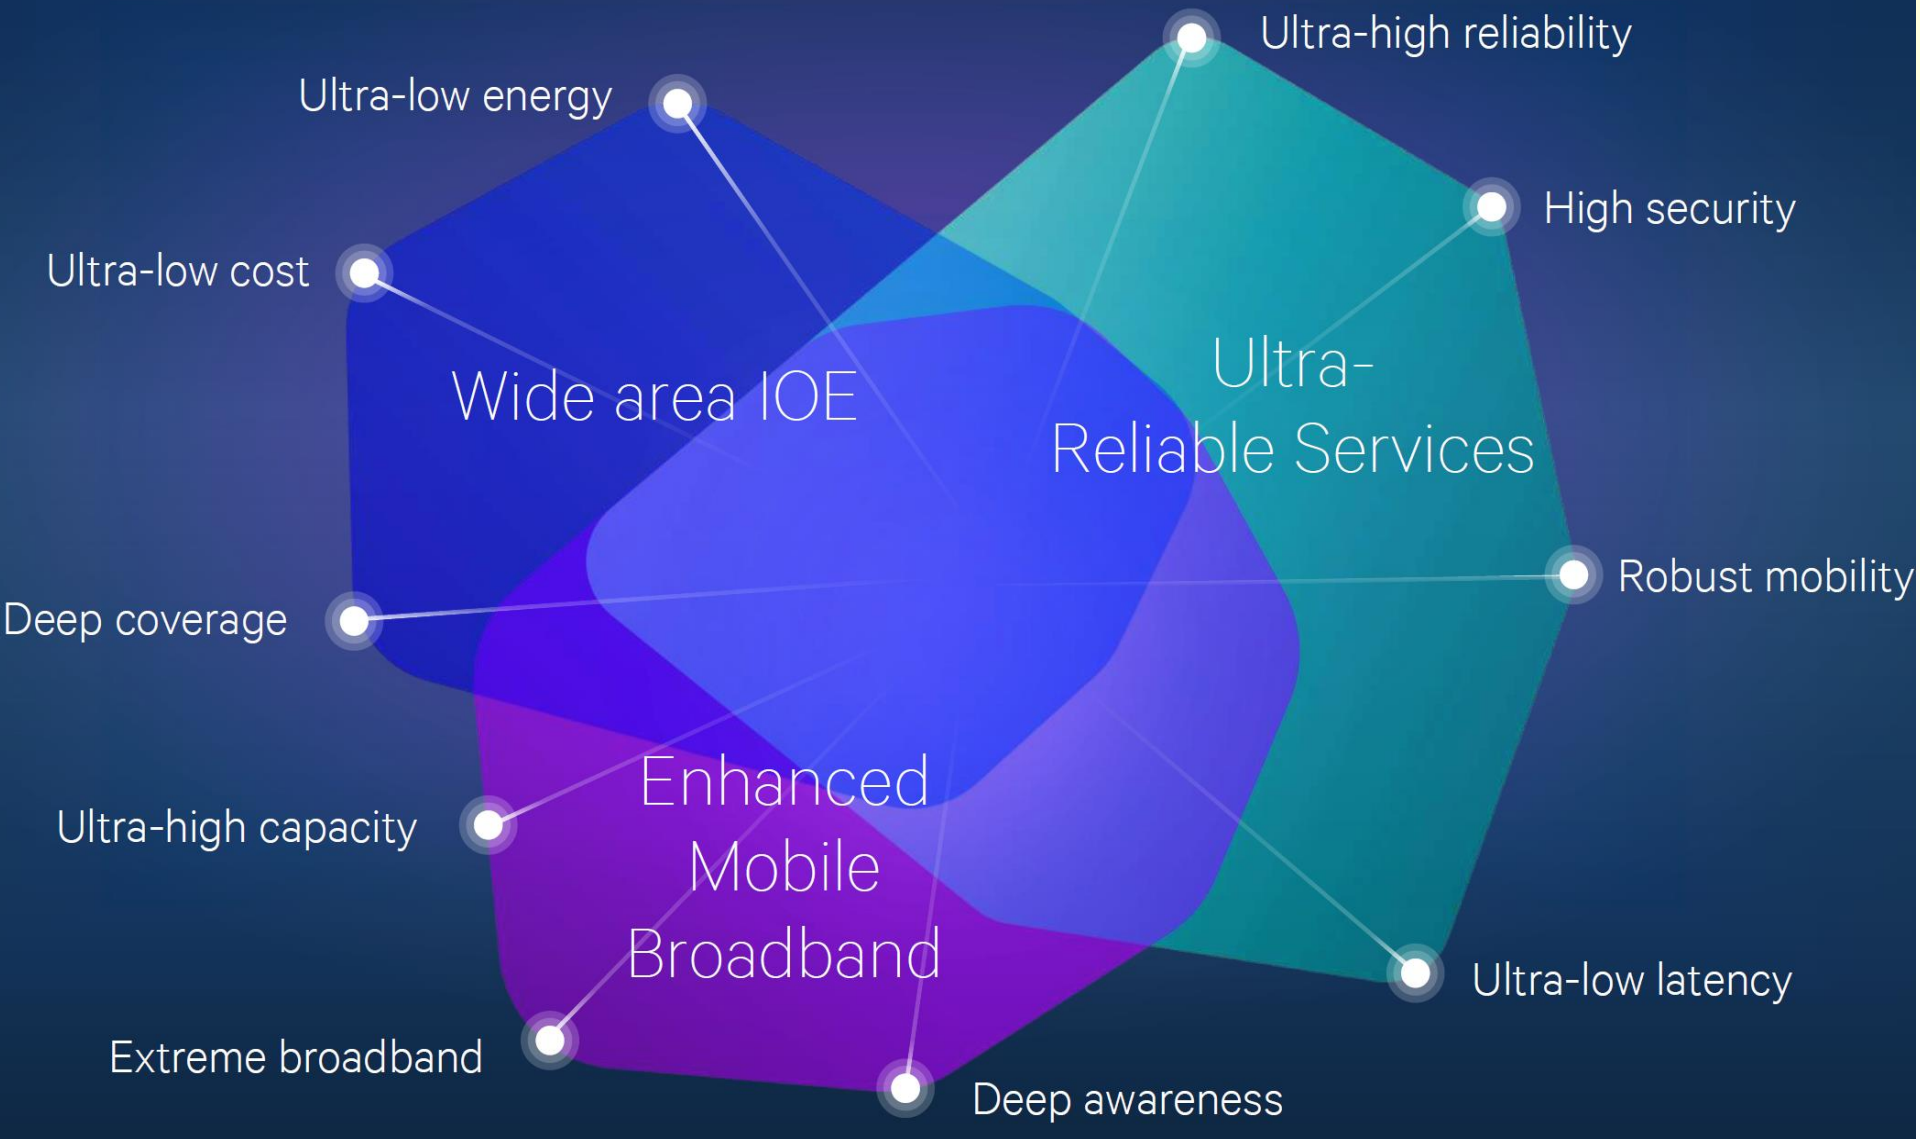 Ultra-high reliability
Ultra-low energy
High security
Ultra-low cost
Wide area IOE
Ultra-
Reliable Services
Robust mobility
Deep coverage
Enhanced
Mobile
Broadband
Ultra-high capacity
Ultra-low latency
Extreme broadband
Deep awareness